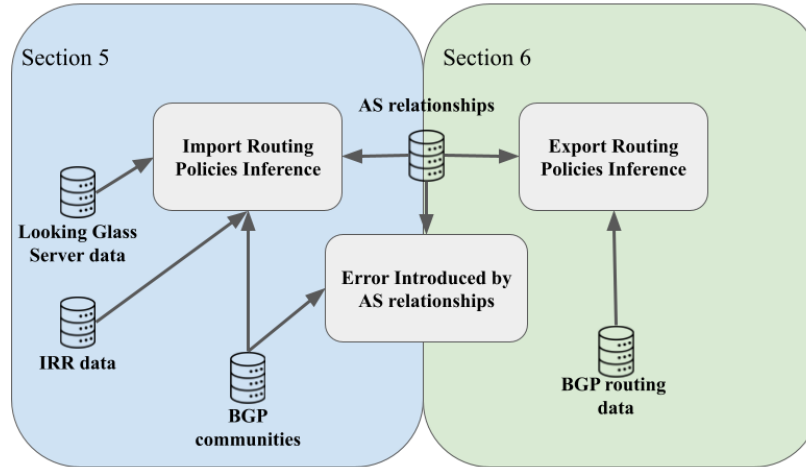 Section 5
Section 6
AS relationships
Import Routing
Policies Inference
Export Routing
Policies Inference
Looking Glass
Server data
Error Introduced by
AS relationships
IRR data
BGP
communities
BGP routing
data